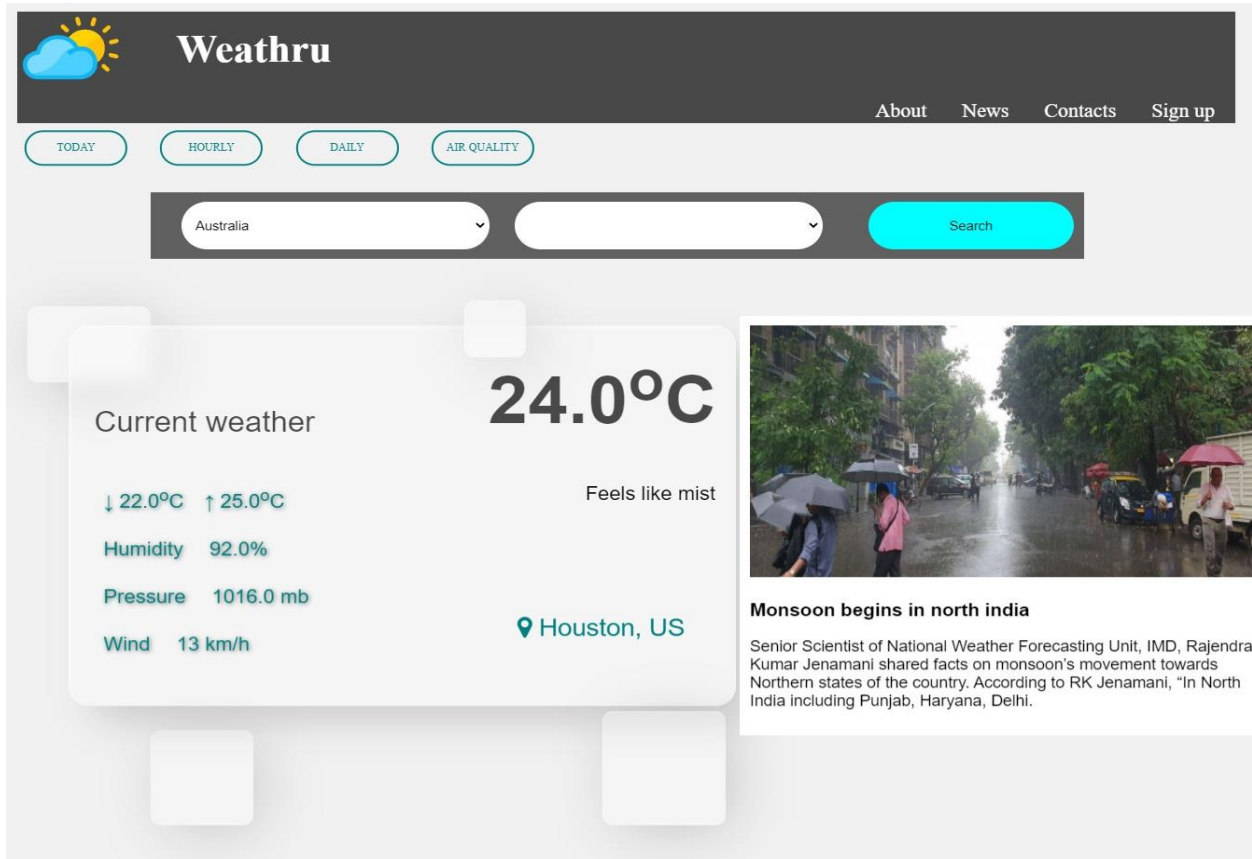 Weathru
About News Contacts Sign up
TODAY HOURLY DAILY AIR QUALITY
Australia Search
Current weather
24.0ºC
↓ 22.0ºC ↑ 25.0ºC
Feels like mist
Humidity 92.0%
Pressure 1016.0 mb
Wind 13 km/h
Houston, US
Monsoon begins in north india
Senior Scientist of National Weather Forecasting Unit, IMD, Rajendra
Kumar Jenamani shared facts on monsoon's movement towards
Northern states of the country. According to RK Jenamani, “In North
India including Punjab, Haryana, Delhi.